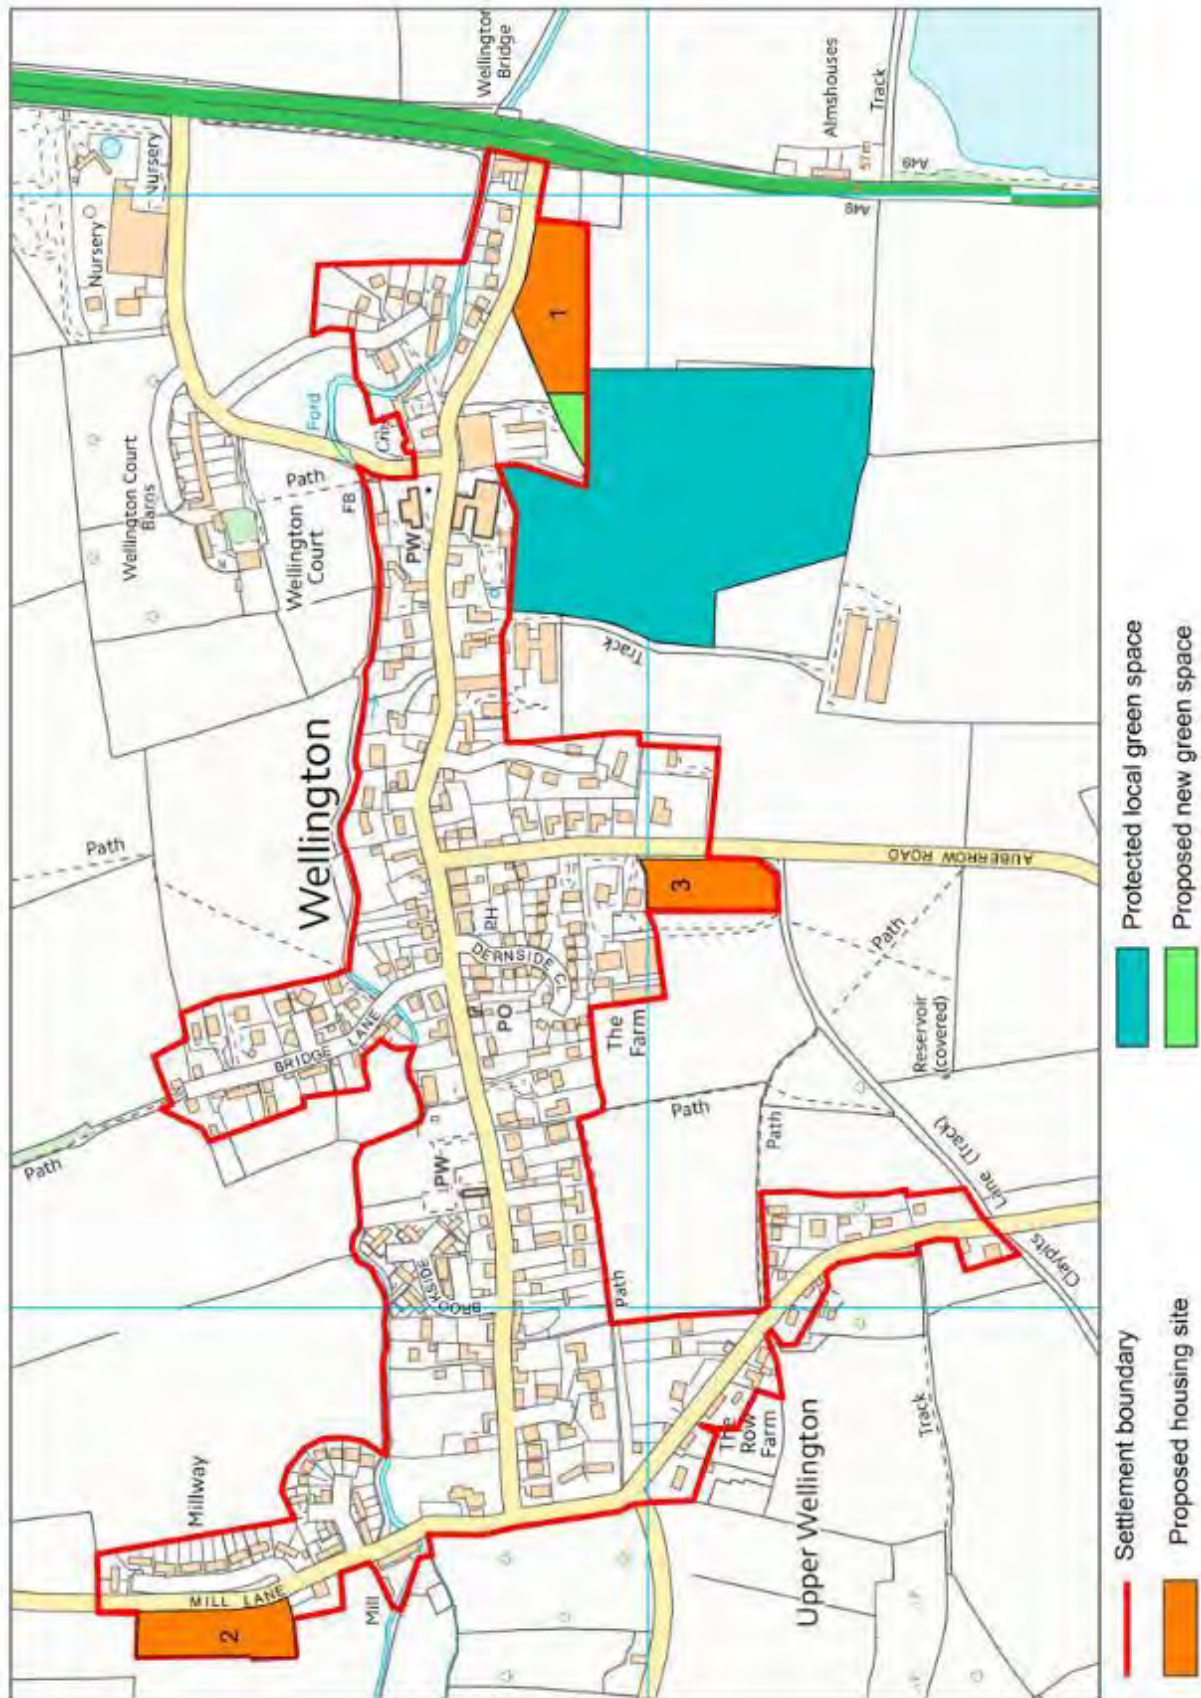 Wellington
Bridge
Nursery
Nursery
Almshouses
Track
57m
A49
A49
Wellington Court
Barns
Wellington
Court
Path
Ford
FB
PW
1
Wellington
Track
Path
Path
BRIDGE LANE
PH
DERNSIDE CL
PO
The
Farm
3
AUBERROW ROAD
Path
Reservoir
(covered)
Path
Path
Path
Lane (Track)
Claypits
PW
BROOKSIDE
Millway
MILL LANE
Mill
2
The
Row
Farm
Upper Wellington
Track
Settlement boundary
Proposed housing site
Protected local green space
Proposed new green space